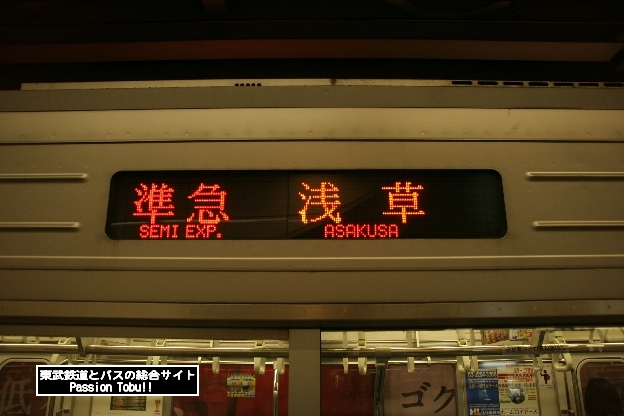 準急 浅草
SEMI EXP. ASAKUSA
東武鉄道とバスの総合サイト
Passion Tobu!!
ゴク